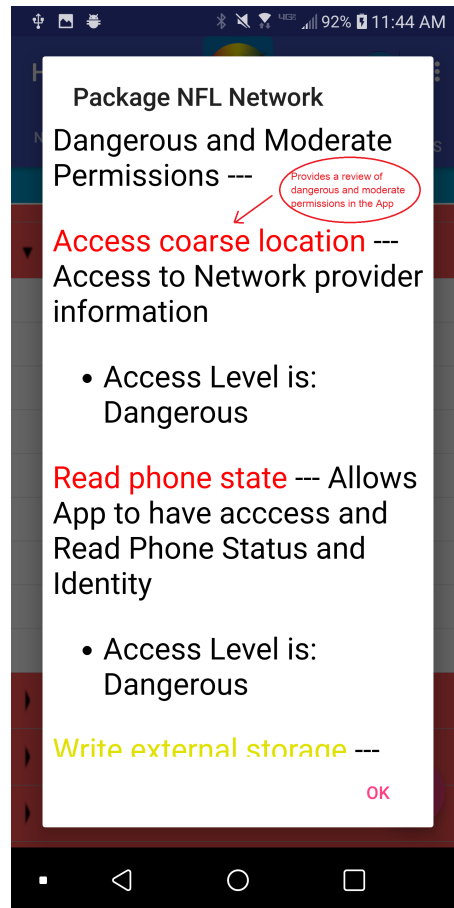 4G 92% 11:44 AM
H
N
S
Package NFL Network
Dangerous and Moderate
Permissions ---
Provides a review of
dangerous and moderate
permissions in the App
Access coarse location ---
Access to Network provider
information
• Access Level is:
Dangerous
Read phone state --- Allows
App to have acccess and
Read Phone Status and
Identity
• Access Level is:
Dangerous
Write external storage ---
OK